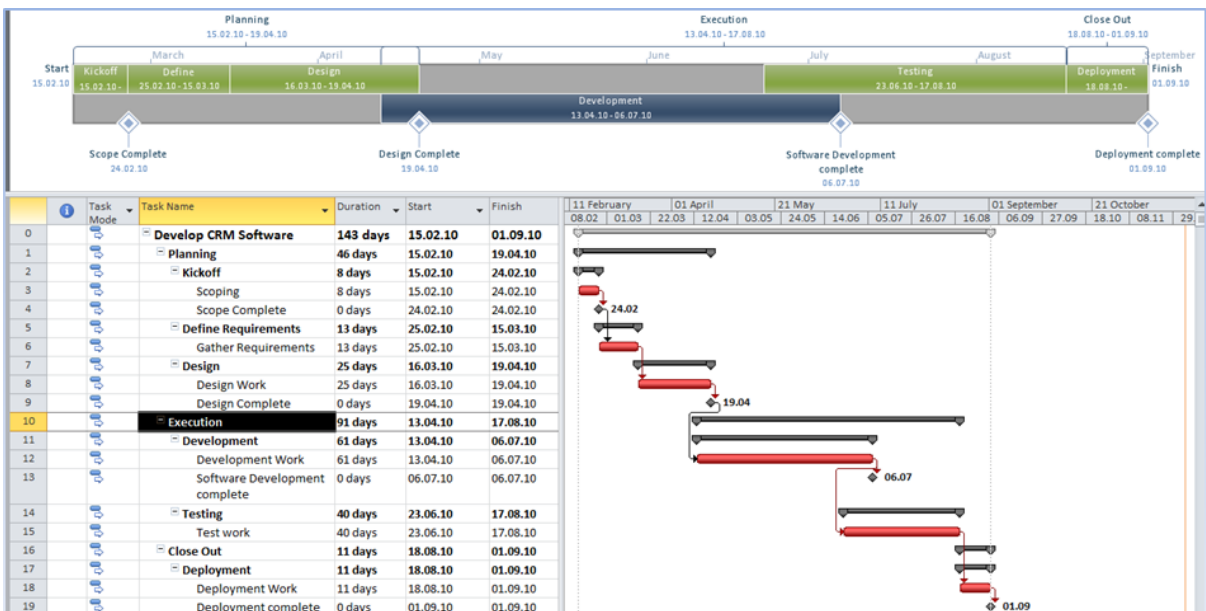 Planning
15.02.10 - 19.04.10
Execution
13.04.10 - 17.08.10
Close Out
18.08.10 - 01.09.10
March April May June July August September
Start
15.02.10
Kickoff
15.02.10 -
Define
25.02.10 - 15.03.10
Design
16.03.10 - 19.04.10
Testing
23.06.10 - 17.08.10
Deployment
18.08.10 -
Finish
01.09.10
Development
13.04.10 - 06.07.10
Scope Complete
24.02.10
Design Complete
19.04.10
Software Development
complete
06.07.10
Deployment complete
01.09.10
Task Mode Task Name Duration Start Finish
11 February 01 April 21 May 11 July 01 September 21 October
08.02 01.03 22.03 12.04 03.05 24.05 14.06 05.07 26.07 16.08 06.09 27.09 18.10 08.11 29
0 Develop CRM Software 143 days 15.02.10 01.09.10
1 Planning 46 days 15.02.10 19.04.10
2 Kickoff 8 days 15.02.10 24.02.10
3 Scoping 8 days 15.02.10 24.02.10
4 Scope Complete 0 days 24.02.10 24.02.10 24.02
5 Define Requirements 13 days 25.02.10 15.03.10
6 Gather Requirements 13 days 25.02.10 15.03.10
7 Design 25 days 16.03.10 19.04.10
8 Design Work 25 days 16.03.10 19.04.10
9 Design Complete 0 days 19.04.10 19.04.10 19.04
10 Execution 91 days 13.04.10 17.08.10
11 Development 61 days 13.04.10 06.07.10
12 Development Work 61 days 13.04.10 06.07.10
13 Software Development 0 days 06.07.10 06.07.10 06.07
complete
14 Testing 40 days 23.06.10 17.08.10
15 Test work 40 days 23.06.10 17.08.10
16 Close Out 11 days 18.08.10 01.09.10
17 Deployment 11 days 18.08.10 01.09.10
18 Deployment Work 11 days 18.08.10 01.09.10
19 Deployment complete 0 days 01.09.10 01.09.10 01.09